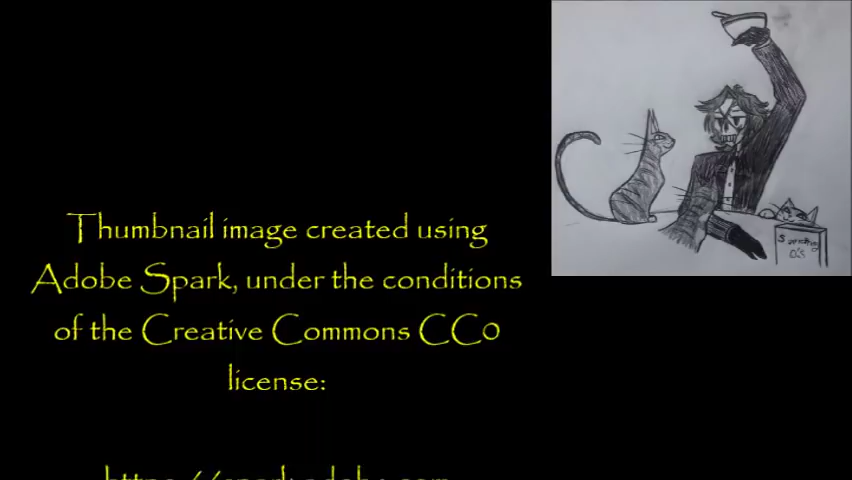 Thumbnail image created using
Adobe Spark, under the conditions
of the Creative Commons CC0
license:
O's